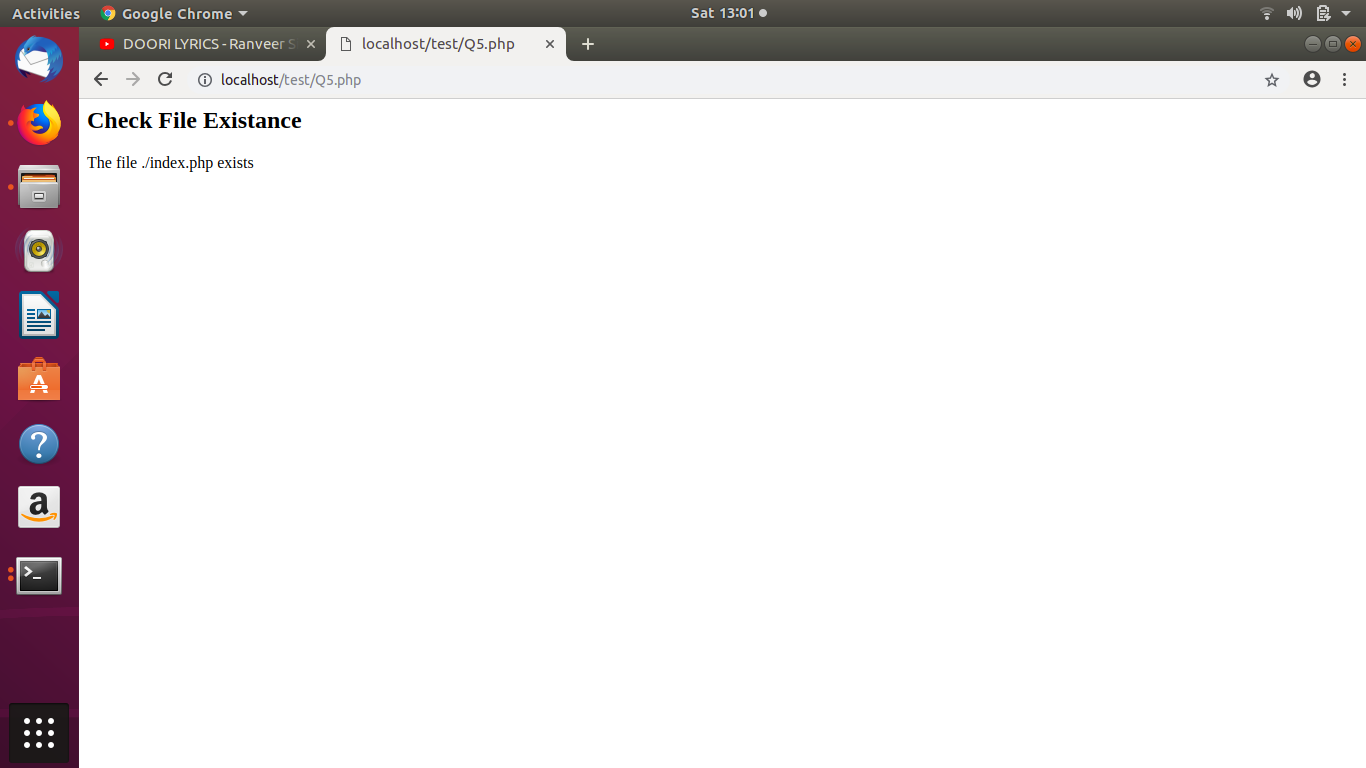 Activities Google Chrome Sat 13:01
DOORI LYRICS - Ranveer S localhost/test/Q5.php
localhost/test/Q5.php
Check File Existance
The file ./index.php exists